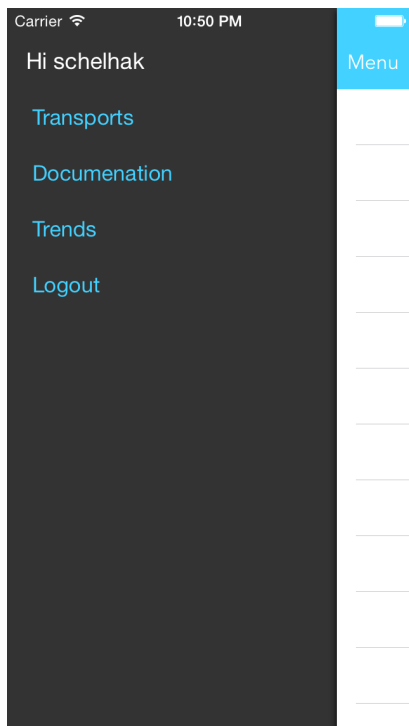 Carrier 10:50 PM
Hi schelhak
Menu
Transports
Documenation
Trends
Logout